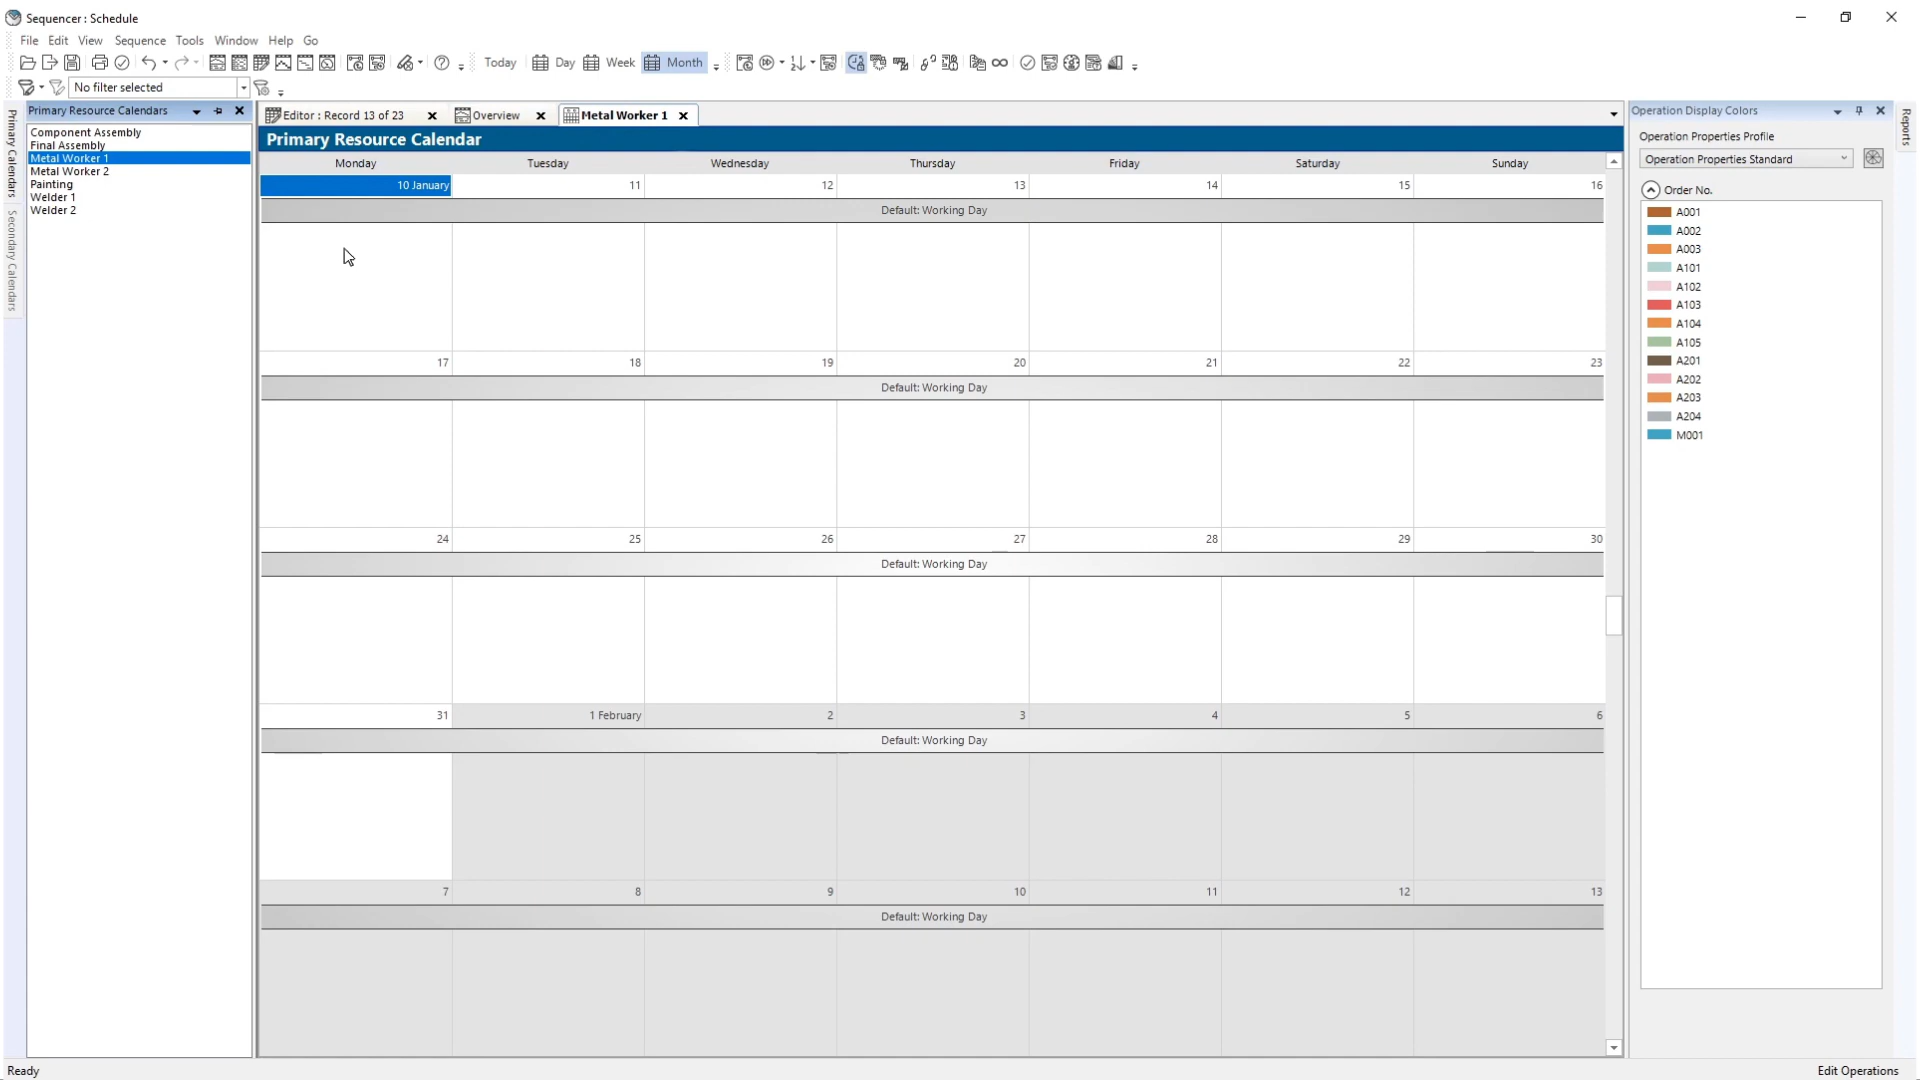 Sequencer : Schedule
File Edit View Sequence Tools Window Help Go
Today Day Week Month
No filter selected
Primary Calendars
Secondary Calendars
Primary Resource Calendars
Component Assembly
Final Assembly
Metal Worker 1
Metal Worker 2
Painting
Welder 1
Welder 2
Editor : Record 13 of 23 Overview Metal Worker 1
Primary Resource Calendar
Monday Tuesday Wednesday Thursday Friday Saturday Sunday
10 January 11 12 13 14 15 16
Default: Working Day
17 18 19 20 21 22 23
Default: Working Day
24 25 26 27 28 29 30
Default: Working Day
31 1 February 2 3 4 5 6
Default: Working Day
7 8 9 10 11 12 13
Default: Working Day
Operation Display Colors
Operation Properties Profile
Operation Properties Standard
Order No.
A001
A002
A003
A101
A102
A103
A104
A105
A201
A202
A203
A204
M001
Reports
Ready
Edit Operations